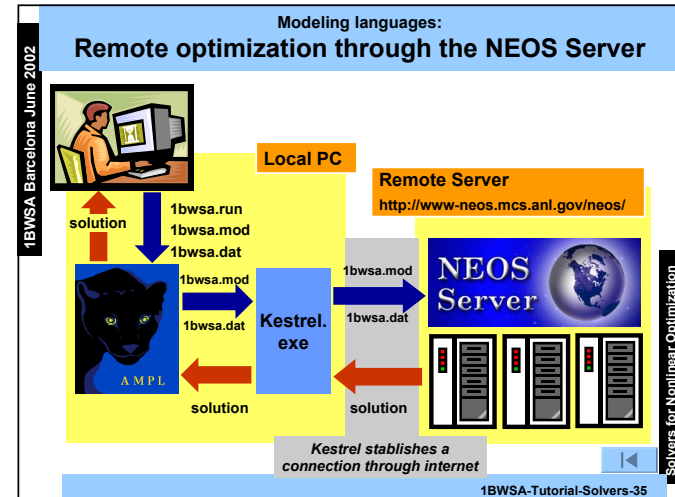 Modeling languages:
Remote optimization through the NEOS Server
1BWSA Barcelona June 2002
Local PC
Remote Server
http://www-neos.mcs.anl.gov/neos/
solution
1bwsa.run
1bwsa.mod
1bwsa.dat
1bwsa.mod
1bwsa.dat
Kestrel.
exe
1bwsa.mod
1bwsa.dat
NEOS
Server
AMPL
solution
solution
Kestrel stablishes a
connection through internet
Solvers for Nonlinear Optimization
1BWSA-Tutorial-Solvers-35